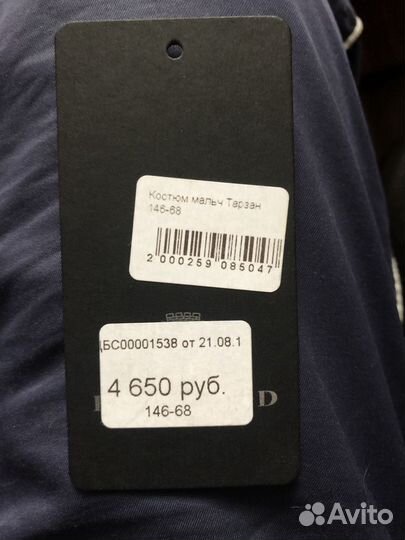 Костюм мальч Тарзан
146-68
2 000259 085047
ДБС00001538 от 21.08.1
4 650 руб.
146-68
D
Avito